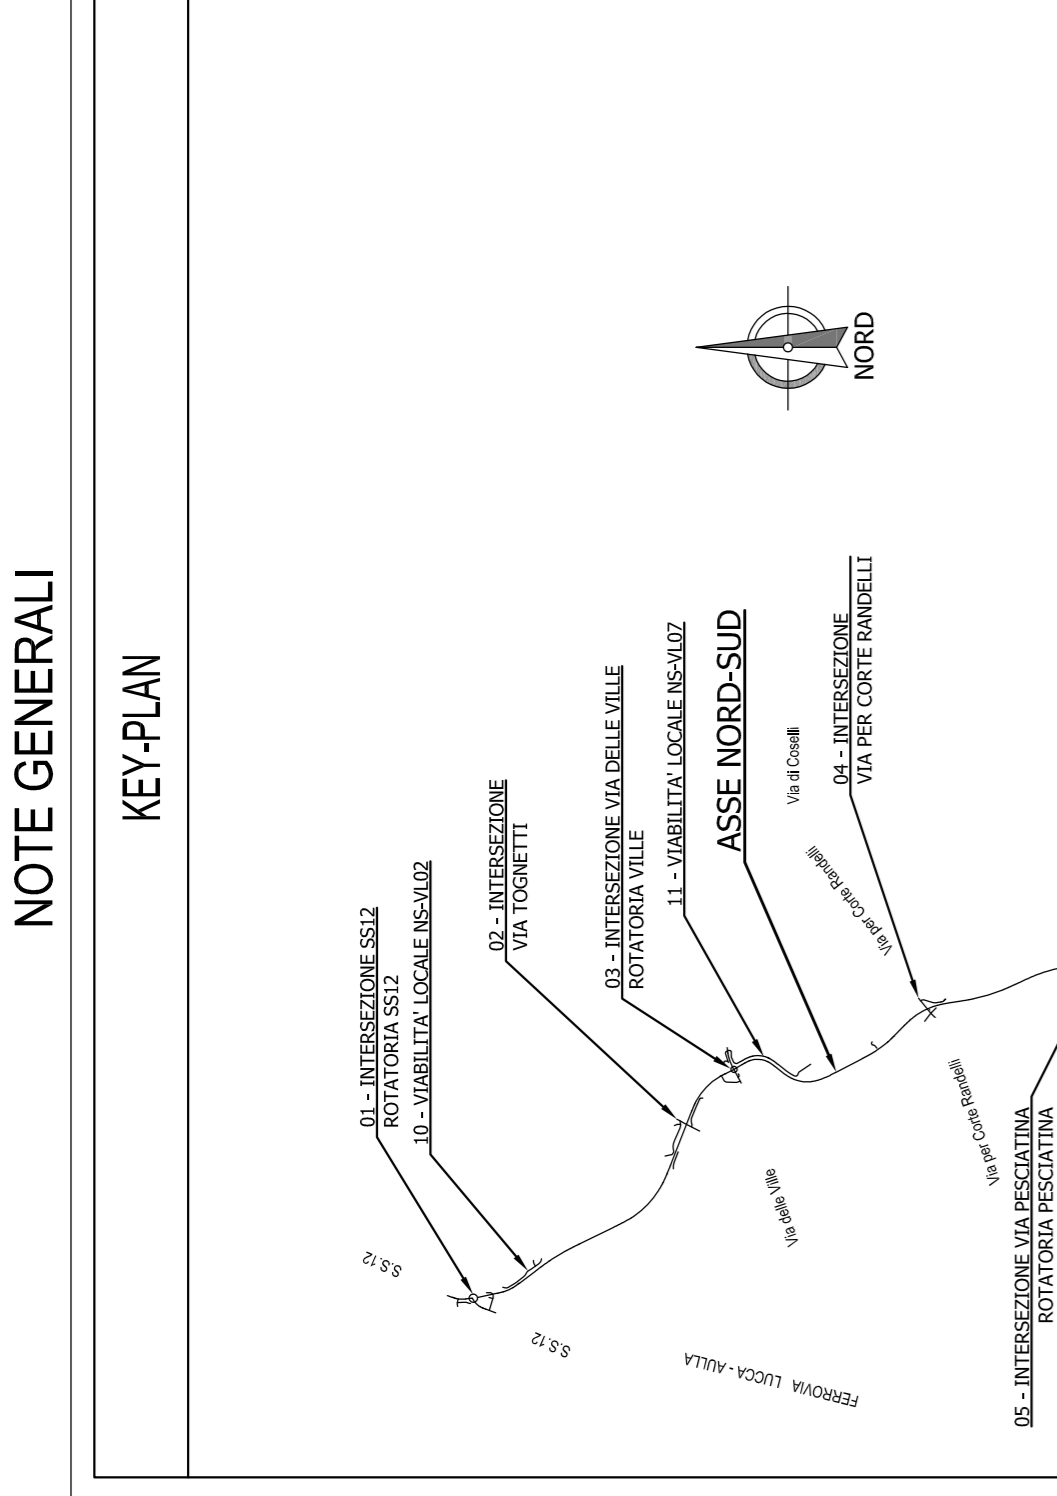 NOTE GENERALI
KEY-PLAN
01 - INTERSEZIONE SS12
ROTATORIA SS12
10 - VIABILITA' LOCALE NS-VL02
02 - INTERSEZIONE
VIA TOGNETTI
03 - INTERSEZIONE VIA DELLE VILLE
ROTATORIA VILLE
11 - VIABILITA' LOCALE NS-VL07
ASSE NORD-SUD
Via di Coselli
04 - INTERSEZIONE
VIA PER CORTE RANDELLI
NORD
Via per Corte Randelli
S.S.12
S.S.12
FERROVIA LUCCA - AULLA
Via delle Ville
Via per Corte Randelli
05 - INTERSEZIONE VIA PESCIATINA
ROTATORIA PESCIATINA